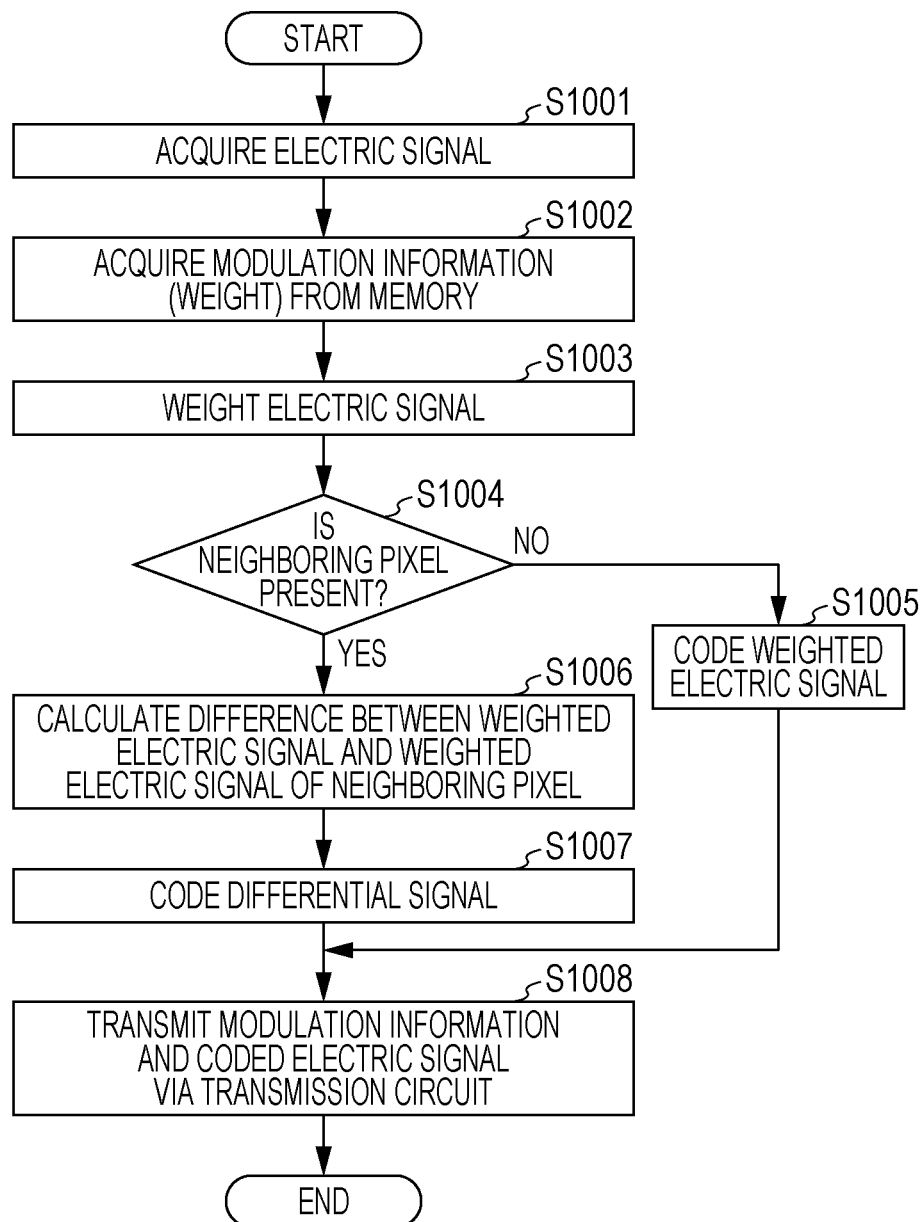 START
S1001
ACQUIRE ELECTRIC SIGNAL
S1002
ACQUIRE MODULATION INFORMATION
(WEIGHT) FROM MEMORY
S1003
WEIGHT ELECTRIC SIGNAL
S1004
IS
NEIGHBORING PIXEL
PRESENT?
NO
YES
S1005
CODE WEIGHTED
ELECTRIC SIGNAL
S1006
CALCULATE DIFFERENCE BETWEEN WEIGHTED
ELECTRIC SIGNAL AND WEIGHTED
ELECTRIC SIGNAL OF NEIGHBORING PIXEL
S1007
CODE DIFFERENTIAL SIGNAL
S1008
TRANSMIT MODULATION INFORMATION
AND CODED ELECTRIC SIGNAL
VIA TRANSMISSION CIRCUIT
END